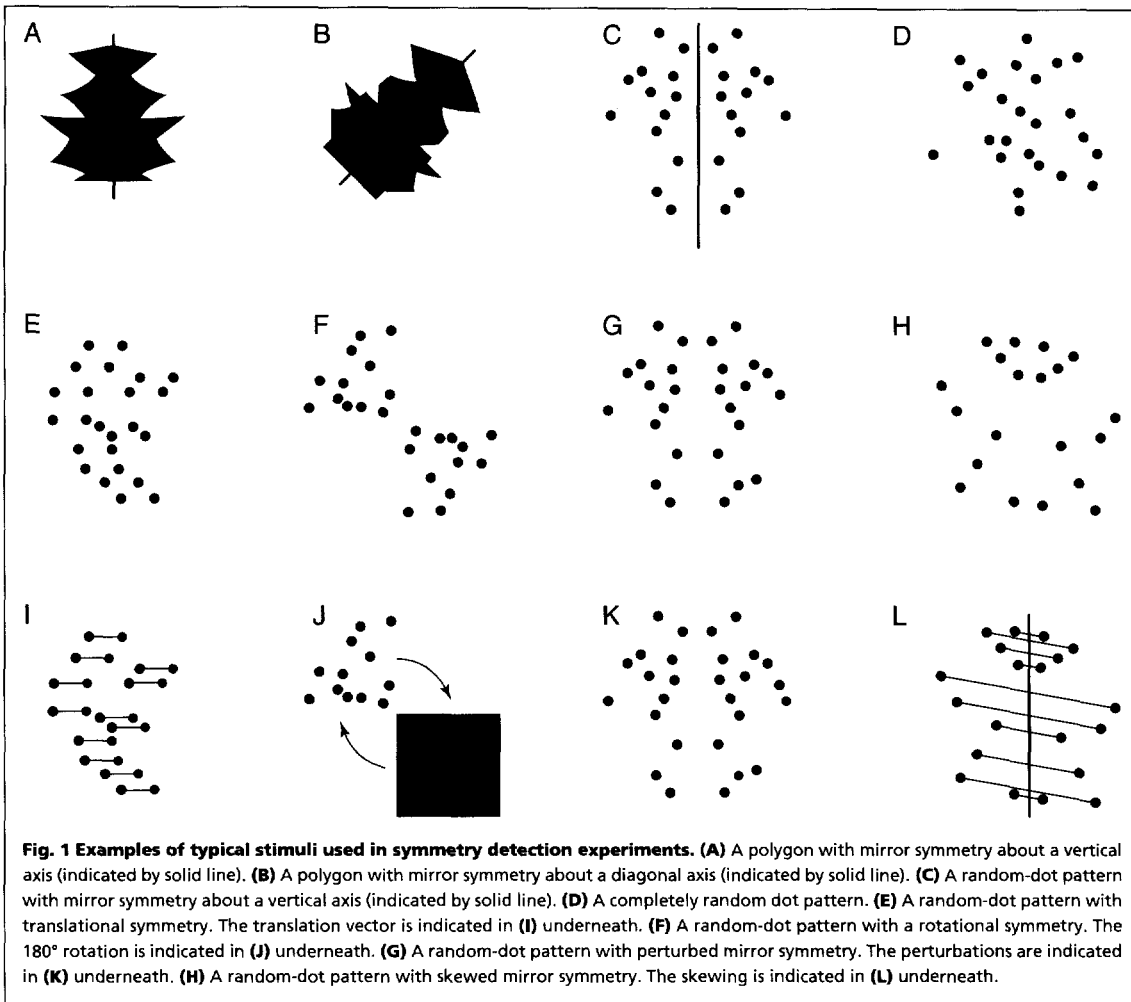 A
B
C
D
E
F
G
H
I
J
K
L
Fig. 1 Examples of typical stimuli used in symmetry detection experiments. (A) A polygon with mirror symmetry about a vertical
axis (indicated by solid line). (B) A polygon with mirror symmetry about a diagonal axis (indicated by solid line). (C) A random-dot pattern
with mirror symmetry about a vertical axis (indicated by solid line). (D) A completely random dot pattern. (E) A random-dot pattern with
translational symmetry. The translation vector is indicated in (I) underneath. (F) A random-dot pattern with a rotational symmetry. The
180° rotation is indicated in (J) underneath. (G) A random-dot pattern with perturbed mirror symmetry. The perturbations are indicated
in (K) underneath. (H) A random-dot pattern with skewed mirror symmetry. The skewing is indicated in (L) underneath.